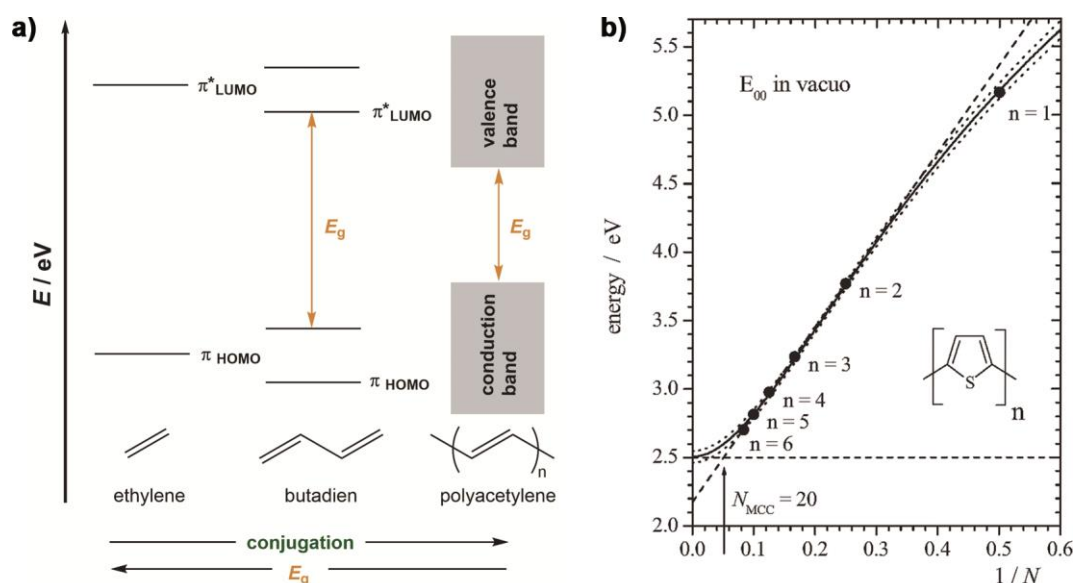 a)
E / eV
π*LUMO
π HOMO
ethylene
π*LUMO
Eg
π HOMO
butadien
valence
band
Eg
conduction
band
n
polyacetylene
conjugation
Eg
b)
energy / eV
5.5
5.0
4.5
4.0
3.5
3.0
2.5
2.0
E00 in vacuo
n = 1
n = 2
n = 3
n = 4
n = 5
n = 6
S
n
NMCC = 20
0.0 0.1 0.2 0.3 0.4 0.5 0.6
1 / N